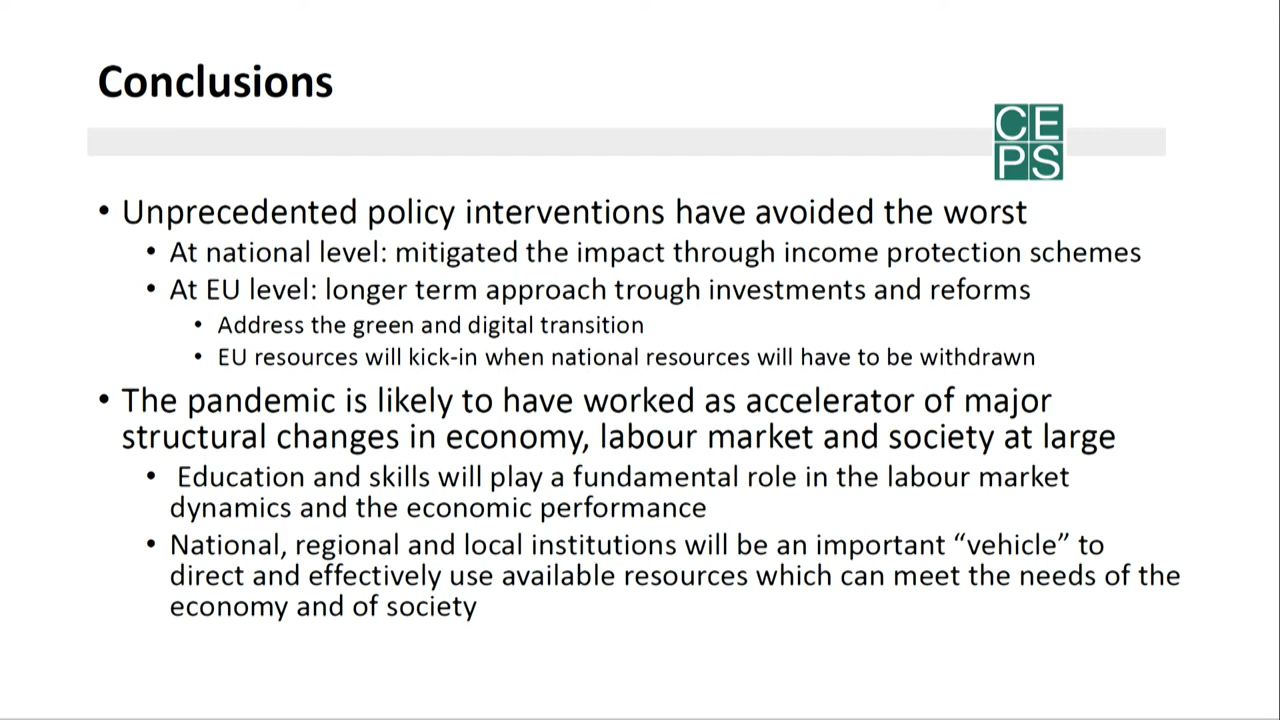 Conclusions
CE
PS
• Unprecedented policy interventions have avoided the worst
• At national level: mitigated the impact through income protection schemes
• At EU level: longer term approach trough investments and reforms
• Address the green and digital transition
• EU resources will kick-in when national resources will have to be withdrawn
• The pandemic is likely to have worked as accelerator of major
structural changes in economy, labour market and society at large
• Education and skills will play a fundamental role in the labour market
dynamics and the economic performance
• National, regional and local institutions will be an important “vehicle” to
direct and effectively use available resources which can meet the needs of the
economy and of society